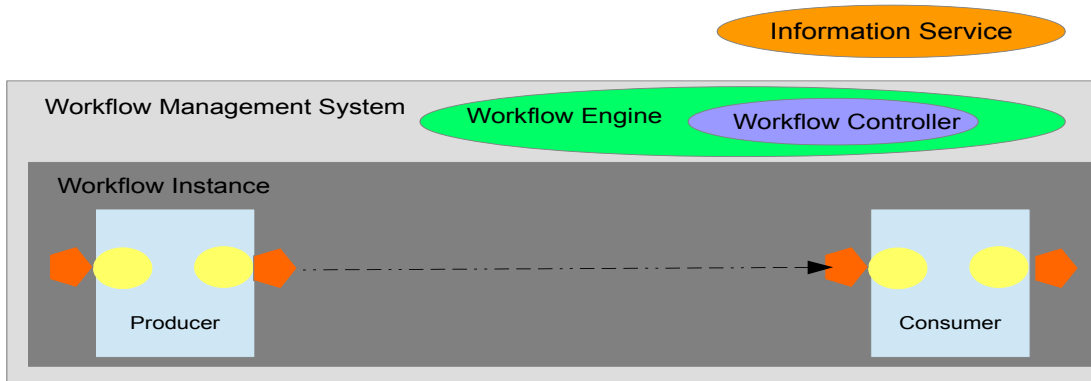 Information Service
Workflow Management System
Workflow Engine
Workflow Controller
Workflow Instance
Producer
Consumer